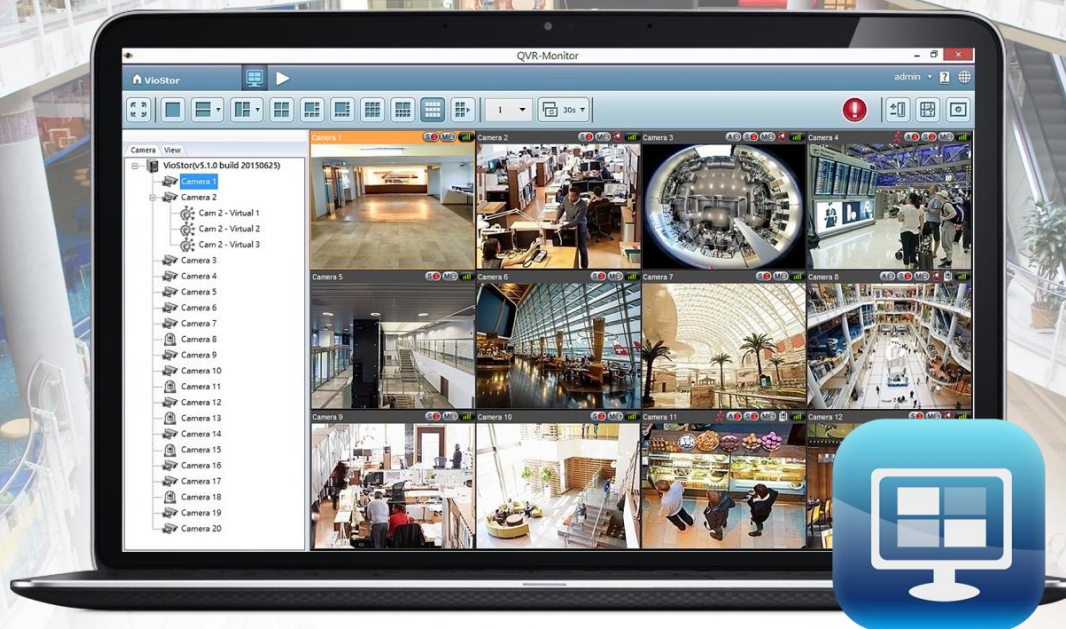 QVR-Monitor
VioStor
admin
1
30s
Camera View
VioStor(v5.1.0 build 20150625)
Camera 1
Camera 2
Cam 2 - Virtual 1
Cam 2 - Virtual 2
Cam 2 - Virtual 3
Camera 3
Camera 4
Camera 5
Camera 6
Camera 7
Camera 8
Camera 9
Camera 10
Camera 11
Camera 12
Camera 13
Camera 14
Camera 15
Camera 16
Camera 17
Camera 18
Camera 19
Camera 20
Camera 1
Camera 2
Camera 3
Camera 4
Camera 5
Camera 6
Camera 7
Camera 8
Camera 9
Camera 10
Camera 11
Camera 12